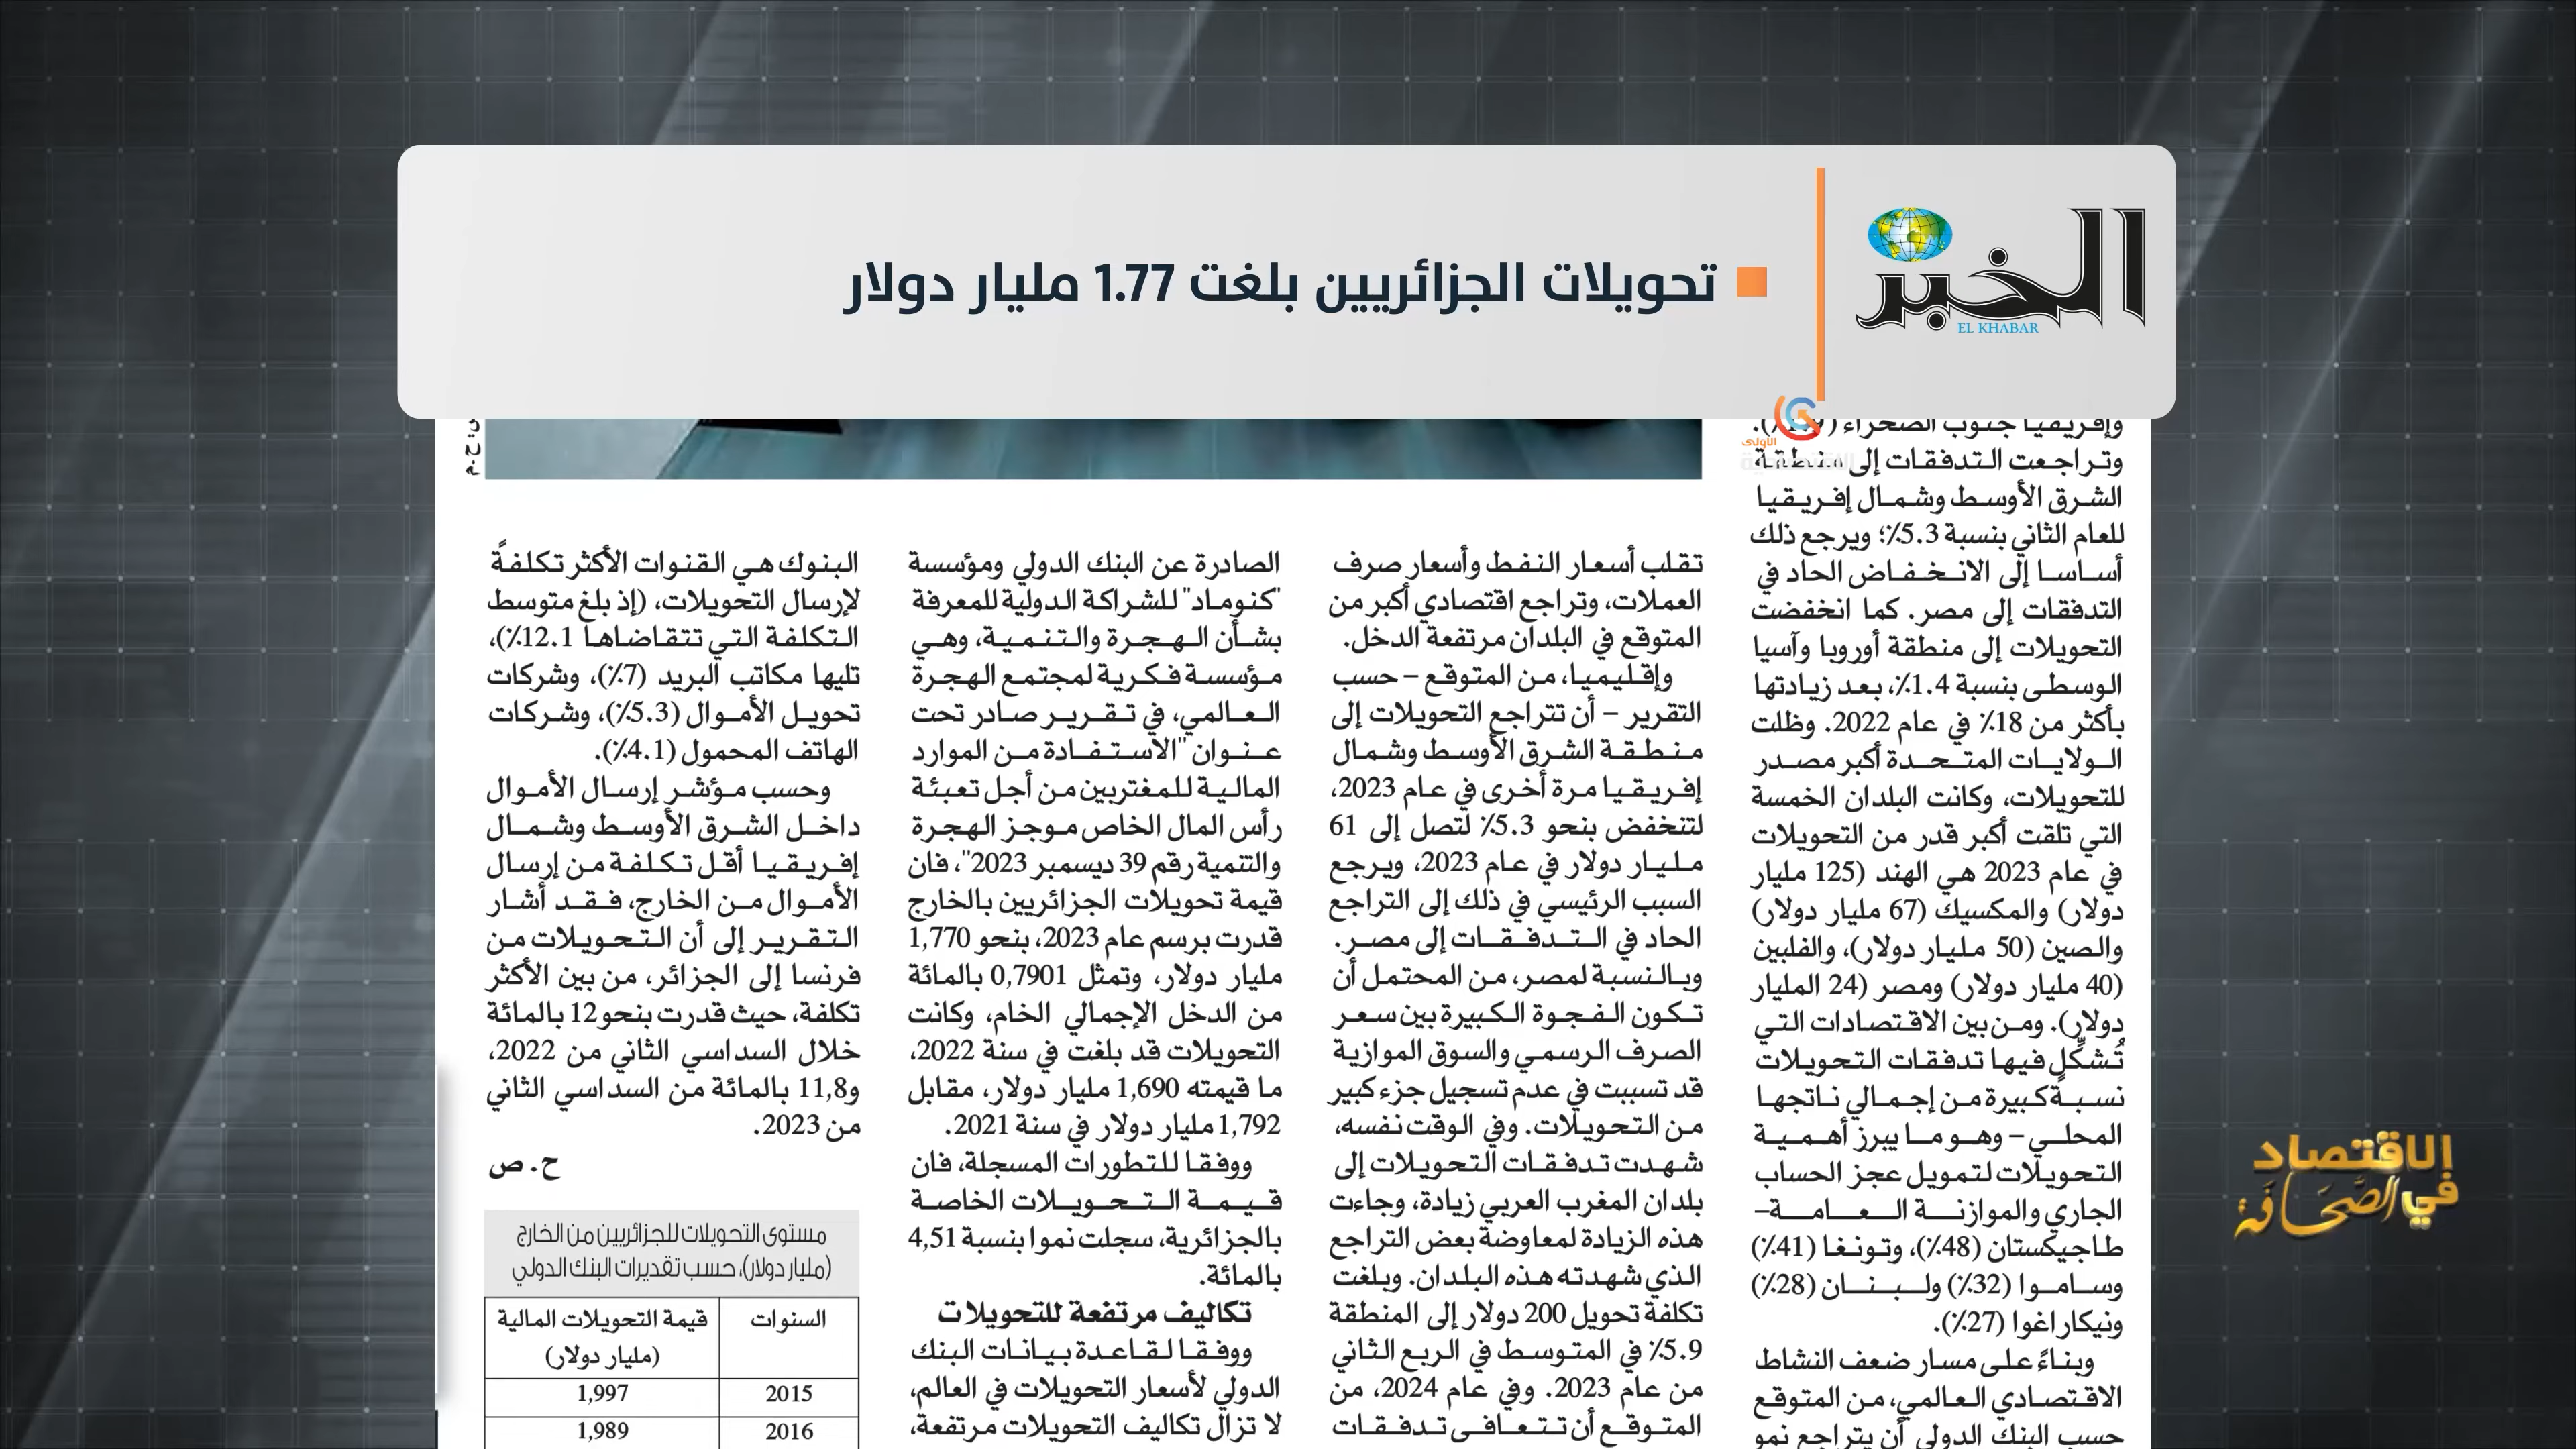 الخبر
EL KHABAR
تحويلات الجزائريين بلغت 1.77 مليار دولار
الأولى
وإفريقيا جنوب الصحراء
وتراجعت التدفقات إلى منطقة
الشرق الأوسط وشمال إفريقيا
للعام الثاني بنسبة 5.3٪؛ ويرجع ذلك
أساسا إلى الانخفاض الحاد في
التدفقات إلى مصر. كما انخفضت
التحويلات إلى منطقة أوروبا وآسيا
الوسطى بنسبة 1.4٪، بعد زيادتها
بأكثر من 18٪ في عام 2022. وظلت
الولايات المتحدة أكبر مصدر
للتحويلات، وكانت البلدان الخمسة
التي تلقت أكبر قدر من التحويلات
في عام 2023 هي الهند (125 مليار
دولار) والمكسيك (67 مليار دولار)
والصين (50 مليار دولار)، والفلبين
(40 مليار دولار) ومصر (24 المليار
دولار). ومن بين الاقتصادات التي
تُشكِّل فيها تدفقات التحويلات
نسبةً كبيرة من إجمالي ناتجها
المحلي – وهو ما يبرز أهمية
التحويلات لتمويل عجز الحساب
الجاري والموازنة العامة–
طاجيكستان (48٪)، وتونغا (41٪)
وساموا (32٪) ولبنان (28٪)
ونيكاراغوا (27٪).
وبناءً على مسار ضعف النشاط
الاقتصادي العالمي، من المتوقع
حسب البنك الدولي أن يتراجع نمو
تقلب أسعار النفط وأسعار صرف
العملات، وتراجع اقتصادي أكبر من
المتوقع في البلدان مرتفعة الدخل.
وإقليميا، من المتوقع – حسب
التقرير – أن تتراجع التحويلات إلى
منطقة الشرق الأوسط وشمال
إفريقيا مرة أخرى في عام 2023،
لتنخفض بنحو 5.3٪ لتصل إلى 61
مليار دولار في عام 2023، ويرجع
السبب الرئيسي في ذلك إلى التراجع
الحاد في التدفقات إلى مصر.
وبالنسبة لمصر، من المحتمل أن
تكون الفجوة الكبيرة بين سعر
الصرف الرسمي والسوق الموازية
قد تسببت في عدم تسجيل جزء كبير
من التحويلات. وفي الوقت نفسه،
شهدت تدفقات التحويلات إلى
بلدان المغرب العربي زيادة، وجاءت
هذه الزيادة لمعاوضة بعض التراجع
الذي شهدته هذه البلدان. وبلغت
تكلفة تحويل 200 دولار إلى المنطقة
5.9٪ في المتوسط في الربع الثاني
من عام 2023. وفي عام 2024، من
المتوقع أن تتعافى تدفقات
الصادرة عن البنك الدولي ومؤسسة
"كنوماد" للشراكة الدولية للمعرفة
بشأن الهجرة والتنمية، وهي
مؤسسة فكرية لمجتمع الهجرة
العالمي، في تقرير صادر تحت
عنوان "الاستفادة من الموارد
المالية للمغتربين من أجل تعبئة
رأس المال الخاص موجز الهجرة
والتنمية رقم 39 ديسمبر 2023"، فان
قيمة تحويلات الجزائريين بالخارج
قدرت برسم عام 2023، بنحو 1,770
مليار دولار، وتمثل 0,7901 بالمائة
من الدخل الإجمالي الخام، وكانت
التحويلات قد بلغت في سنة 2022،
ما قيمته 1,690 مليار دولار، مقابل
1,792 مليار دولار في سنة 2021.
ووفقا للتطورات المسجلة، فان
قيمة التحويلات الخاصة
بالجزائرية، سجلت نموا بنسبة 4,51
بالمائة.
تكاليف مرتفعة للتحويلات
ووفقا لقاعدة بيانات البنك
الدولي لأسعار التحويلات في العالم،
لا تزال تكاليف التحويلات مرتفعة،
البنوك هي القنوات الأكثر تكلفةً
لإرسال التحويلات، (إذ بلغ متوسط
التكلفة التي تتقاضاها 12.1٪)،
تليها مكاتب البريد (7٪)، وشركات
تحويل الأموال (5.3٪)، وشركات
الهاتف المحمول (4.1٪).
وحسب مؤشر إرسال الأموال
داخل الشرق الأوسط وشمال
إفريقيا أقل تكلفة من إرسال
الأموال من الخارج، فقد أشار
التقرير إلى أن التحويلات من
فرنسا إلى الجزائر، من بين الأكثر
تكلفة، حيث قدرت بنحو 12 بالمائة
خلال السداسي الثاني من 2022،
و11,8 بالمائة من السداسي الثاني
من 2023.
ح. ص
مستوى التحويلات للجزائريين من الخارج
(مليار دولار)، حسب تقديرات البنك الدولي
السنوات قيمة التحويلات المالية
(مليار دولار)
2015 1,997
2016 1,989
الاقتصاد
في الصَّحَافَة